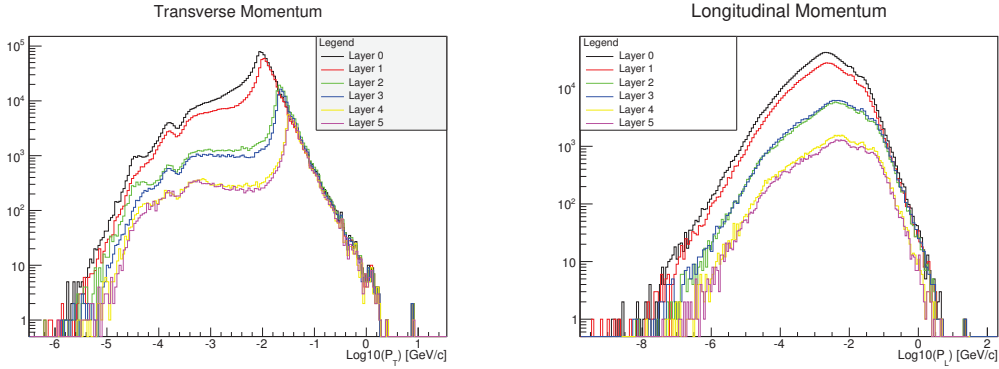 Transverse Momentum
Legend
Layer 0
Layer 1
Layer 2
Layer 3
Layer 4
Layer 5
10^5
10^4
10^3
10^2
10
1
-6 -5 -4 -3 -2 -1 0 1
Log10(P_T) [GeV/c]
Longitudinal Momentum
Legend
Layer 0
Layer 1
Layer 2
Layer 3
Layer 4
Layer 5
10^4
10^3
10^2
10
1
-8 -6 -4 -2 0 2
Log10(P_L) [GeV/c]